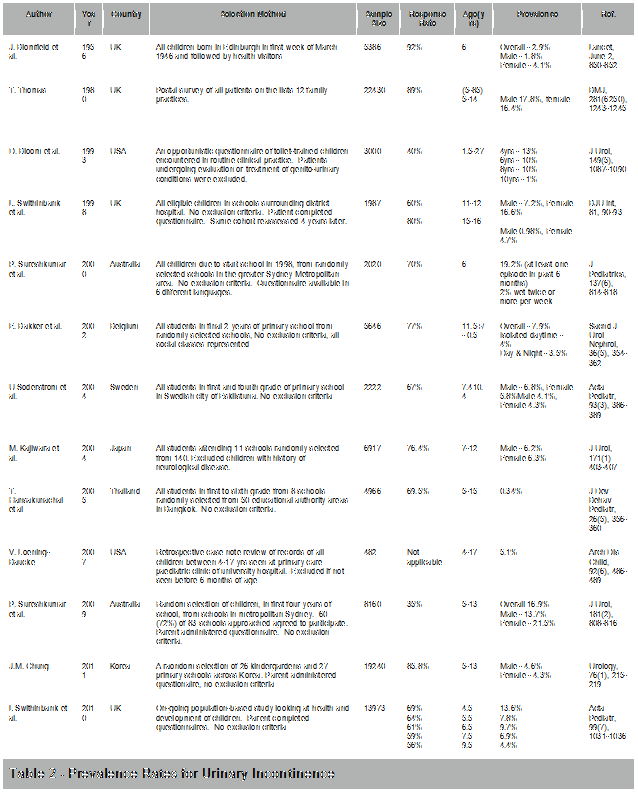 Author
Year
Country
Selection Method
Sample Size
Response Rate
Age(yrs)
Prevalence
Ref.
J. Blomfield et al.
1956
UK
All children born in Edinburgh in first week of March
1946 and followed by health visitors
5386
92%
6
Overall - 2.9%
Male - 1.8%
Female - 4.1%
Lancet,
June 2,
850-852
T. Thomas
1980
UK
Postal survey of all patients on the lists 12 family
practices.
22430
89%
(5-85)
5-14
Male 17.8%, female
16.4%
BMJ,
281(6250),
1243-1245
D. Bloom et al.
1993
USA
An opportunistic questionnaire of toilet-trained children
encountered in routine clinical practice. Patients
undergoing evaluation or treatment of genito-urinary
conditions were excluded.
3000
40%
1.5-27
4yrs - 13%
6yrs - 10%
8yrs - 10%
10yrs - 1%
J Urol,
149(5),
1087-1090
L. Swithinbank
et al.
1998
UK
All eligible children in schools surrounding district
hospital. No exclusion criteria. Patient completed
questionnaire. Same cohort reassessed 4 years later.
1987
60%
80%
11-12
15-16
Male - 7.2%, Female
16.6%
Male 0.98%, Female
4.7%
BJU Int,
81, 90-93
P. Sureshkumar
et al.
2000
Australia
All children due to start school in 1998, from randomly
selected schools in the greater Sydney Metropolitan
area. No exclusion criteria. Questionnaire available in
6 different languages.
2020
70%
6
19.2% (at least one
episode in past 6
months)
2% wet twice or
more per week
J
Pediatrics,
137(6),
814-818
E. Bakker et al.
2002
Belgium
All students in final 2 years of primary school from
randomly selected schools, No exclusion criteria, all
social classes represented
5646
77%
11.5+/
-0.5
Overall - 7.9%
Isolated daytime -
4%
Day & Night - 3.5%
Scand J
Urol
Nephrol,
36(5), 354-
362
U Soderstrom et
al.
2004
Sweden
All students in first and fourth grade of primary school
in Swedish city of Eskilstuna. No exclusion criteria
2222
67%
7.4 10.
4
Male - 6.8%, Female
5.8%Male 4.1%,
Female 4.3%
Acta
Pediatr,
93(3), 386-
389
M. Kajiwara et
al.
2004
Japan
All students attending 11 schools randomly selected
from 140. Excluded children with history of
neurological disease.
6917
76.4%
7-12
Male - 6.2%
Female 6.3%
J Urol,
171(1)
403-407
T.
Hansakunachai
et al
2005
Thailand
All students in first to sixth grade from 8 schools
randomly selected from 50 educational authority areas
in Bangkok. No exclusion criteria.
4966
69.5%
5-15
0.34%
J Dev
Behav
Pediatr,
26(5), 356-
360
V. Loening-
Baucke
2007
USA
Retrospective case note review of records of all
children between 4-17 yrs seen at primary care
paediatric clinic of university hospital. Excluded if not
seen before 6 months of age
482
Not
applicable
4-17
5.1%
Arch Dis
Child,
92(6), 486-
489
P. Sureshkumar
et al.
2009
Australia
Random selection of children, in first four years of
school, from schools in metropolitan Sydney. 60
(72%) of 83 schools approached agreed to participate.
Parent administered questionnaire. No exclusion
criteria.
8160
35%
5-13
Overall 16.9%
Male - 13.7%
Female - 21.5%
J Urol,
181(2),
808-816
J.M. Chung
2011
Korea
A random selection of 26 kindergardens and 27
primary schools across Korea. Parent administered
questionnaire, no exclusion criteria
19240
85.8%
5-13
Male - 4.6%
Female - 4.3%
Urology,
76(1), 215-
219
J. Swithinbank et
al.
2010
UK
On-going population-based study looking at health and
development of children. Parent completed
questionnaires. No exclusion criteria
13973
69%
64%
61%
59%
56%
4.5
5.5
6.5
7.5
9.5
13.6%
7.8%
9.7%
6.9%
4.4%
Acta
Pediatr,
99(7),
1031-1036
Table 2 - Prevalence Rates for Urinary Incontinence